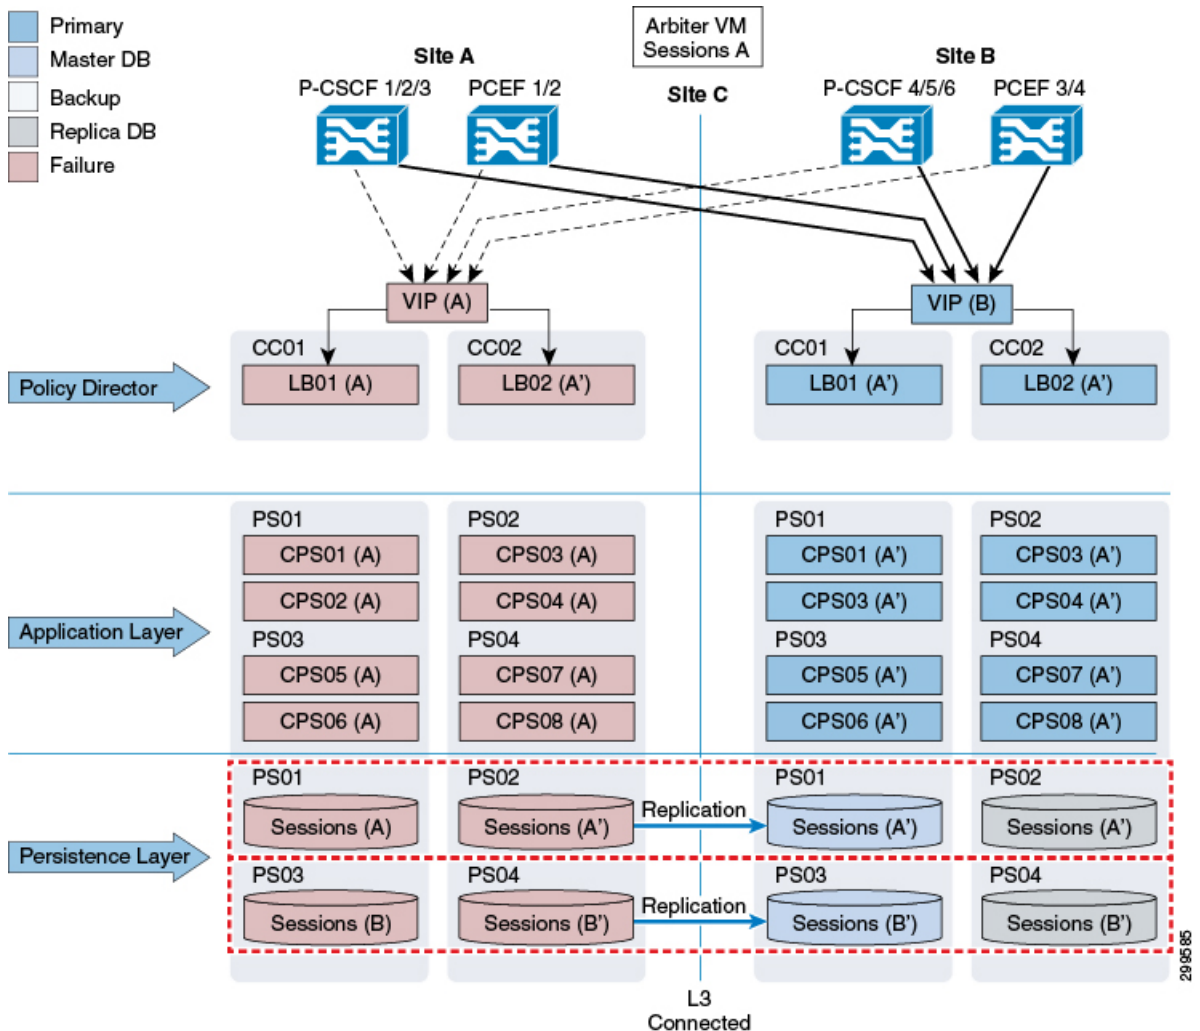 Primary
Master DB
Backup
Replica DB
Failure
Arbiter VM
Sessions A
Site A
Site B
Site C
P-CSCF 1/2/3
PCEF 1/2
P-CSCF 4/5/6
PCEF 3/4
VIP (A)
VIP (B)
CC01
CC02
CC01
CC02
Policy Director
LB01 (A)
LB02 (A')
LB01 (A')
LB02 (A')
PS01
PS02
PS01
PS02
CPS01 (A)
CPS03 (A)
CPS01 (A')
CPS03 (A')
CPS02 (A)
CPS04 (A)
CPS03 (A')
CPS04 (A')
Application Layer
PS03
PS04
PS03
PS04
CPS05 (A)
CPS07 (A)
CPS05 (A')
CPS07 (A')
CPS06 (A)
CPS08 (A)
CPS06 (A')
CPS08 (A')
PS01
PS02
PS01
PS02
Replication
Sessions (A)
Sessions (A')
Sessions (A')
Sessions (A')
Persistence Layer
PS03
PS04
PS03
PS04
Replication
Sessions (B)
Sessions (B')
Sessions (B')
Sessions (B')
299585
L3
Connected